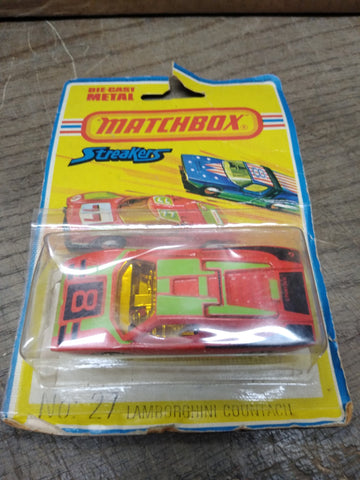 DIE-CAST
METAL
MATCHBOX
Streakers
8
No. 27 LAMBORGHINI COUNTACH